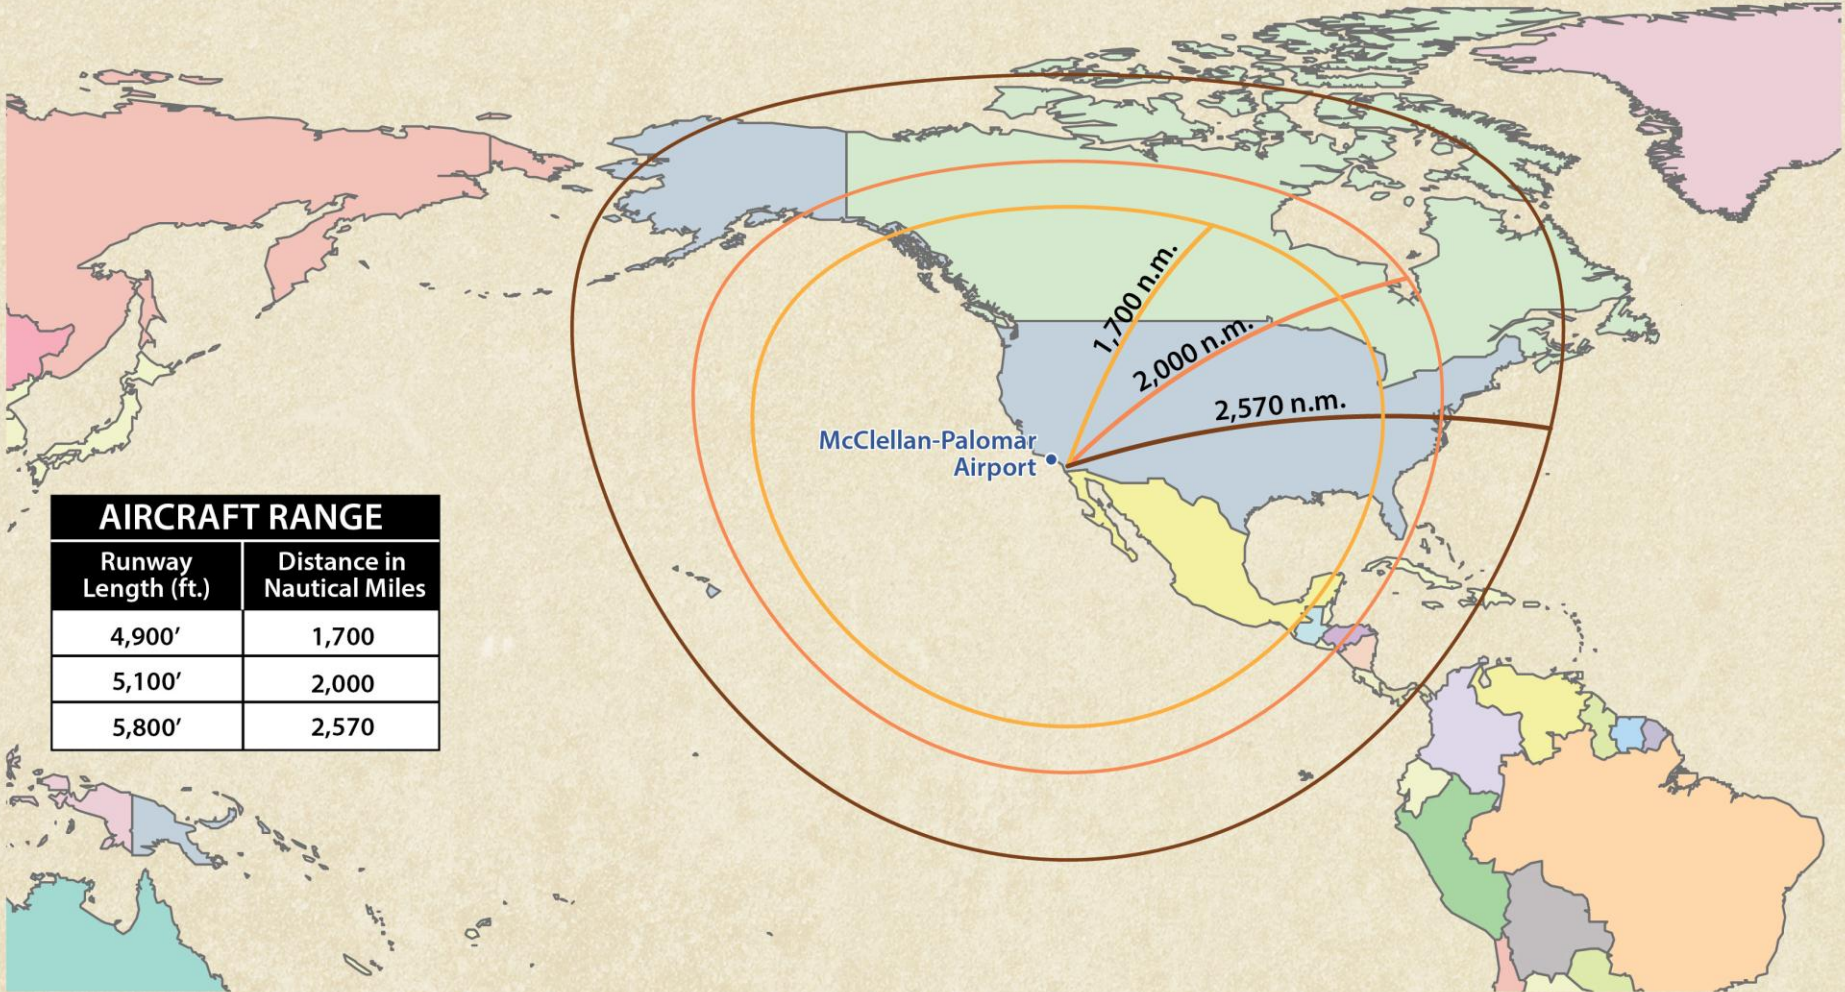 1,700 n.m.
2,000 n.m.
2,570 n.m.
McClellan-Palomar
Airport
AIRCRAFT RANGE
Runway
Length (ft.)
Distance in
Nautical Miles
4,900′
1,700
5,100′
2,000
5,800′
2,570